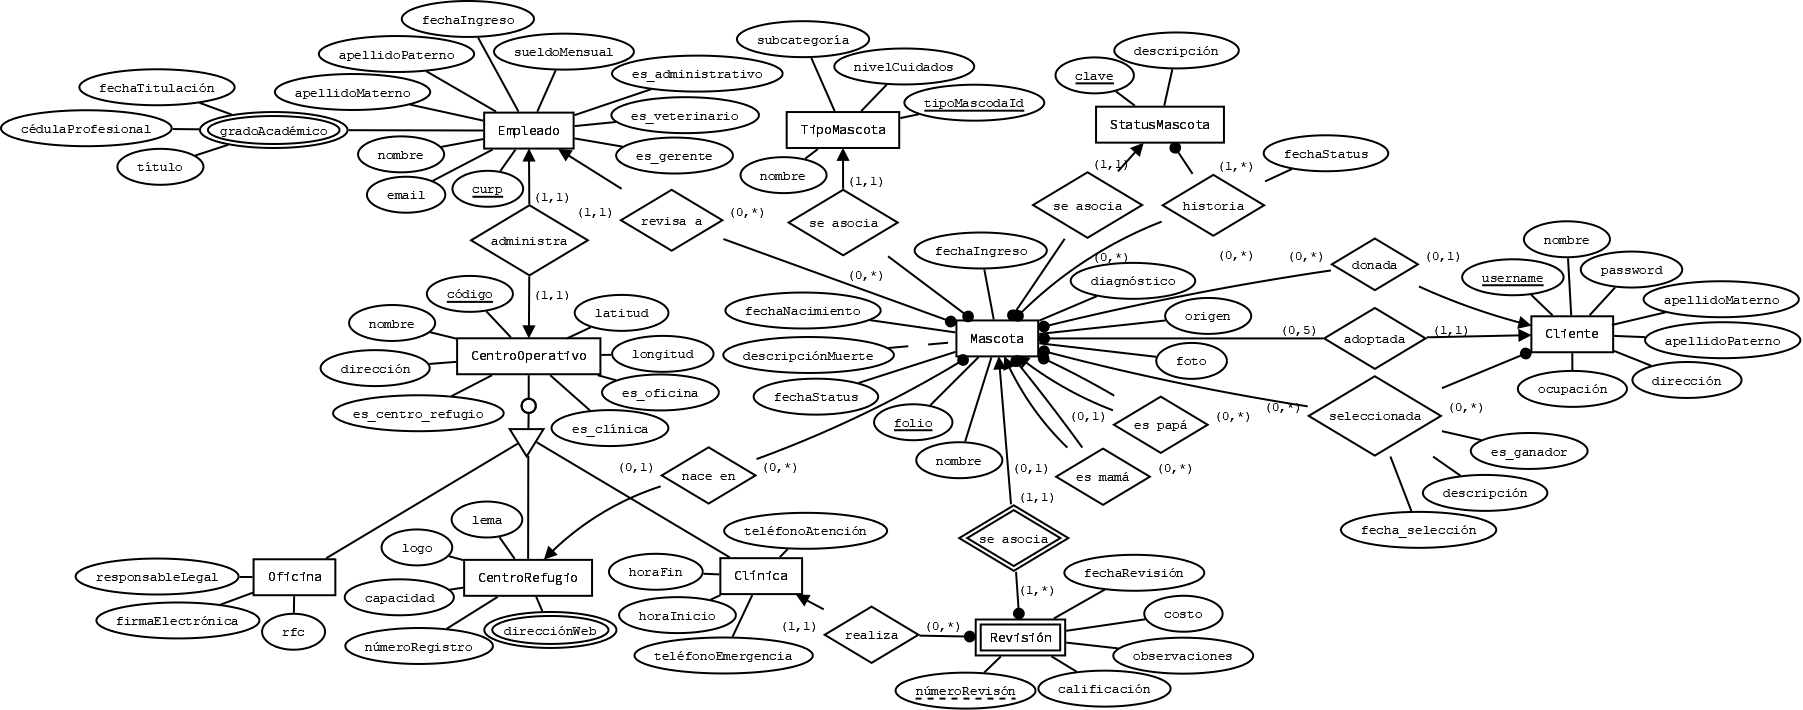 fechaIngreso
apellidoPaterno
sueldoMensual
subcategoría
descripción
fechaTitulación
apellidoMaterno
es_administrativo
nivelCuidados
clave
tipoMascodaId
cédulaProfesional
gradoAcadémico
Empleado
es_veterinario
TipoMascota
StatusMascota
título
nombre
es_gerente
nombre
fechaStatus
email
curp
(1,1)
(1,1)
(1,*)
(1,1)
(1,1)
revisa a
(0,*)
se asocia
se asocia
historia
administra
fechaIngreso
(0,*)
(0,*)
(0,*)
(0,*)
donada
(0,1)
nombre
username
password
código
(1,1)
diagnóstico
nombre
latitud
fechaNacimiento
origen
apellidoMaterno
CentroOperativo
longitud
descripciónMuerte
Mascota
foto
(0,5)
adoptada
(1,1)
Cliente
apellidoPaterno
dirección
es_oficina
fechaStatus
ocupación
dirección
es_centro_refugio
es_clínica
folio
(0,1)
es papá
(0,*)
(0,*)
seleccionada
(0,*)
nombre
es_ganador
(0,1)
nace en
(0,*)
(0,1)
es mamá
(0,*)
descripción
(1,1)
lema
teléfonoAtención
fecha_selección
logo
se asocia
responsableLegal
Oficina
CentroRefugio
horaFin
Clínica
fechaRevisión
capacidad
(1,*)
firmaElectrónica
rfc
direcciónWeb
horaInicio
(1,1)
realiza
(0,*)
Revisión
costo
númeroRegistro
teléfonoEmergencia
observaciones
númeroRevisón
calificación